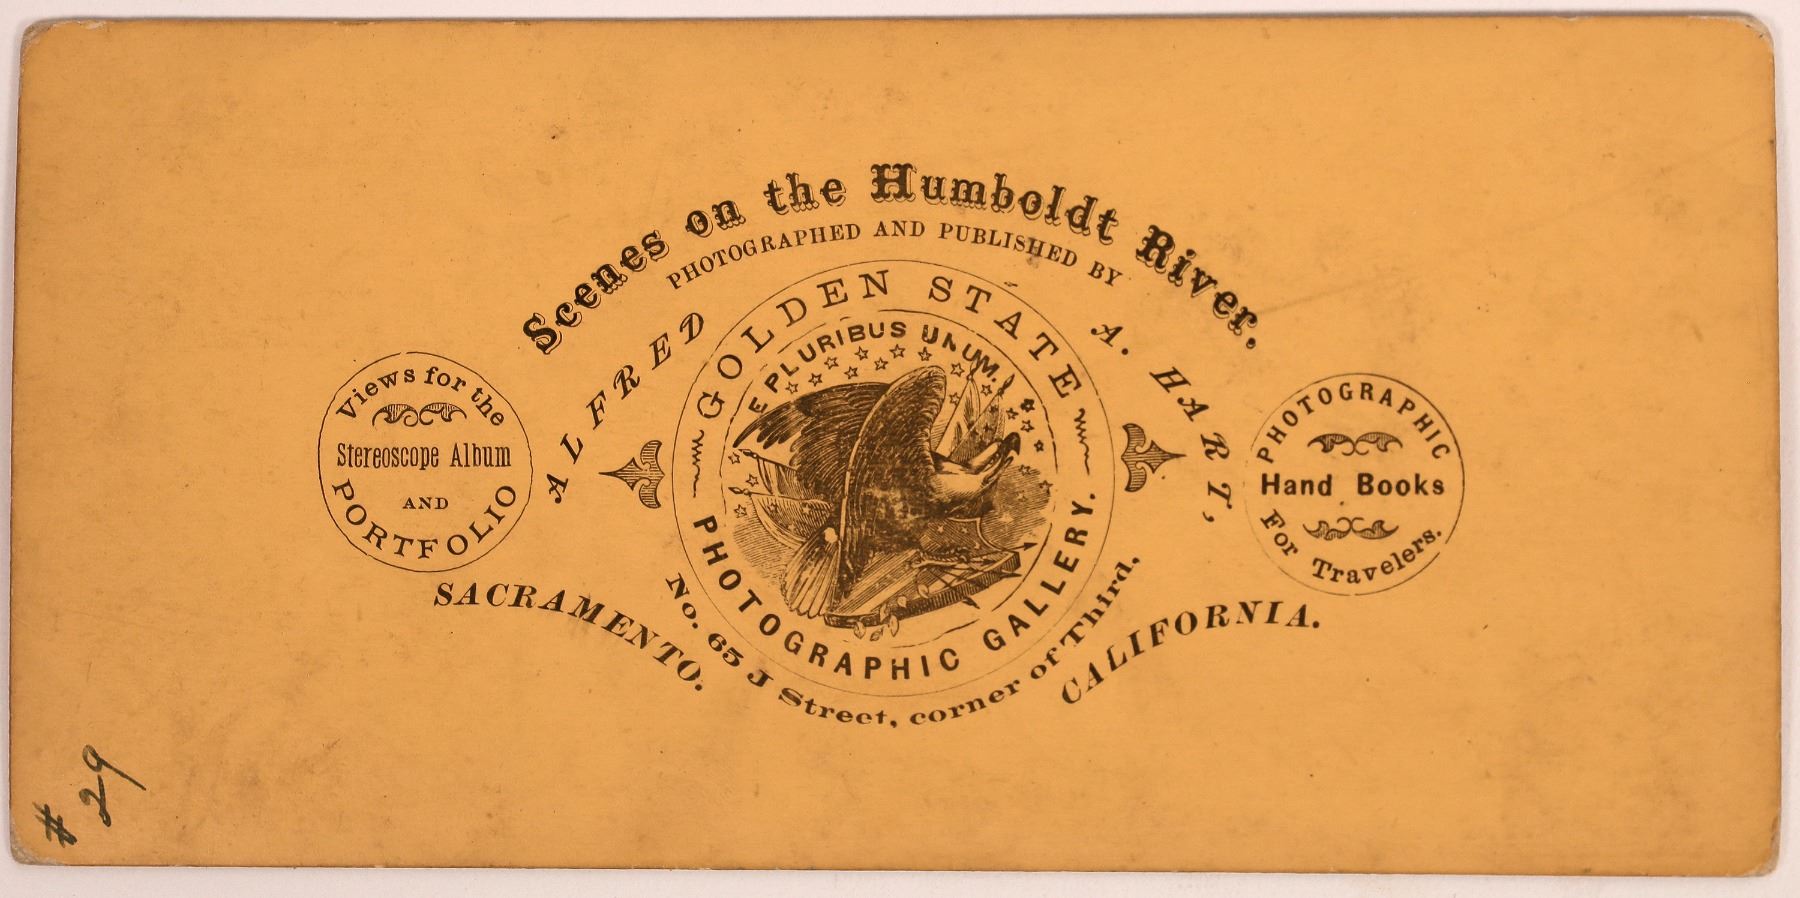 Scenes on the Humboldt River.
PHOTOGRAPHED AND PUBLISHED BY
ALFRED A. HART,
GOLDEN STATE
E PLURIBUS UNUM.
PHOTOGRAPHIC GALLERY.
No. 65 J Street, corner of Third,
SACRAMENTO. CALIFORNIA.
Views for the
Stereoscope Album
AND
PORTFOLIO
PHOTOGRAPHIC
Hand Books
For Travelers.
# 29